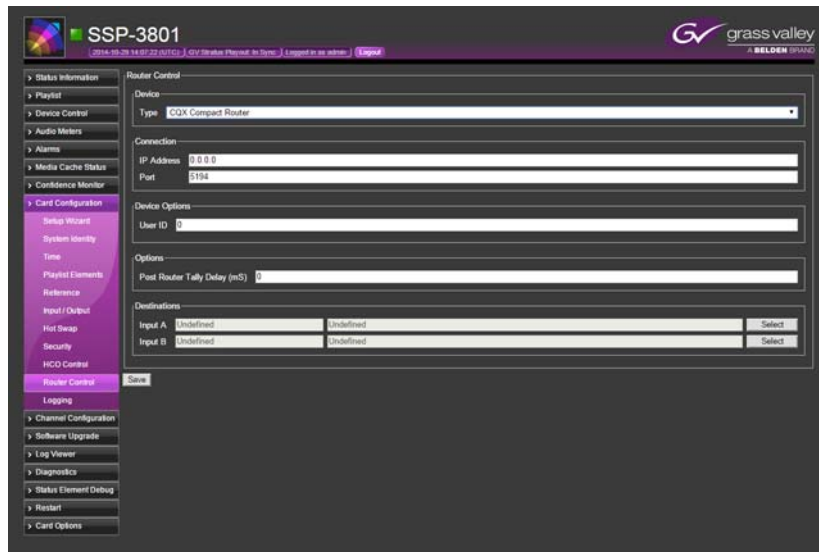 SSP-3801
2014-10-28 14:07:22 (UTC) GV Stratus Playout: In Sync Logged in as admin Logout
grass valley
A BELDEN BRAND
Status Information
Playlist
Device Control
Audio Meters
Alarms
Media Cache Status
Confidence Monitor
Card Configuration
Setup Wizard
System Identity
Time
Playlist Elements
Reference
Input / Output
Hot Swap
Security
HCO Control
Router Control
Logging
Channel Configuration
Software Upgrade
Log Viewer
Diagnostics
Status Element Debug
Restart
Card Options
Router Control
Device
Type CQX Compact Router
Connection
IP Address 0.0.0.0
Port 5194
Device Options
User ID 0
Options
Post Router Tally Delay (mS) 0
Destinations
Input A Undefined Undefined Select
Input B Undefined Undefined Select
Save